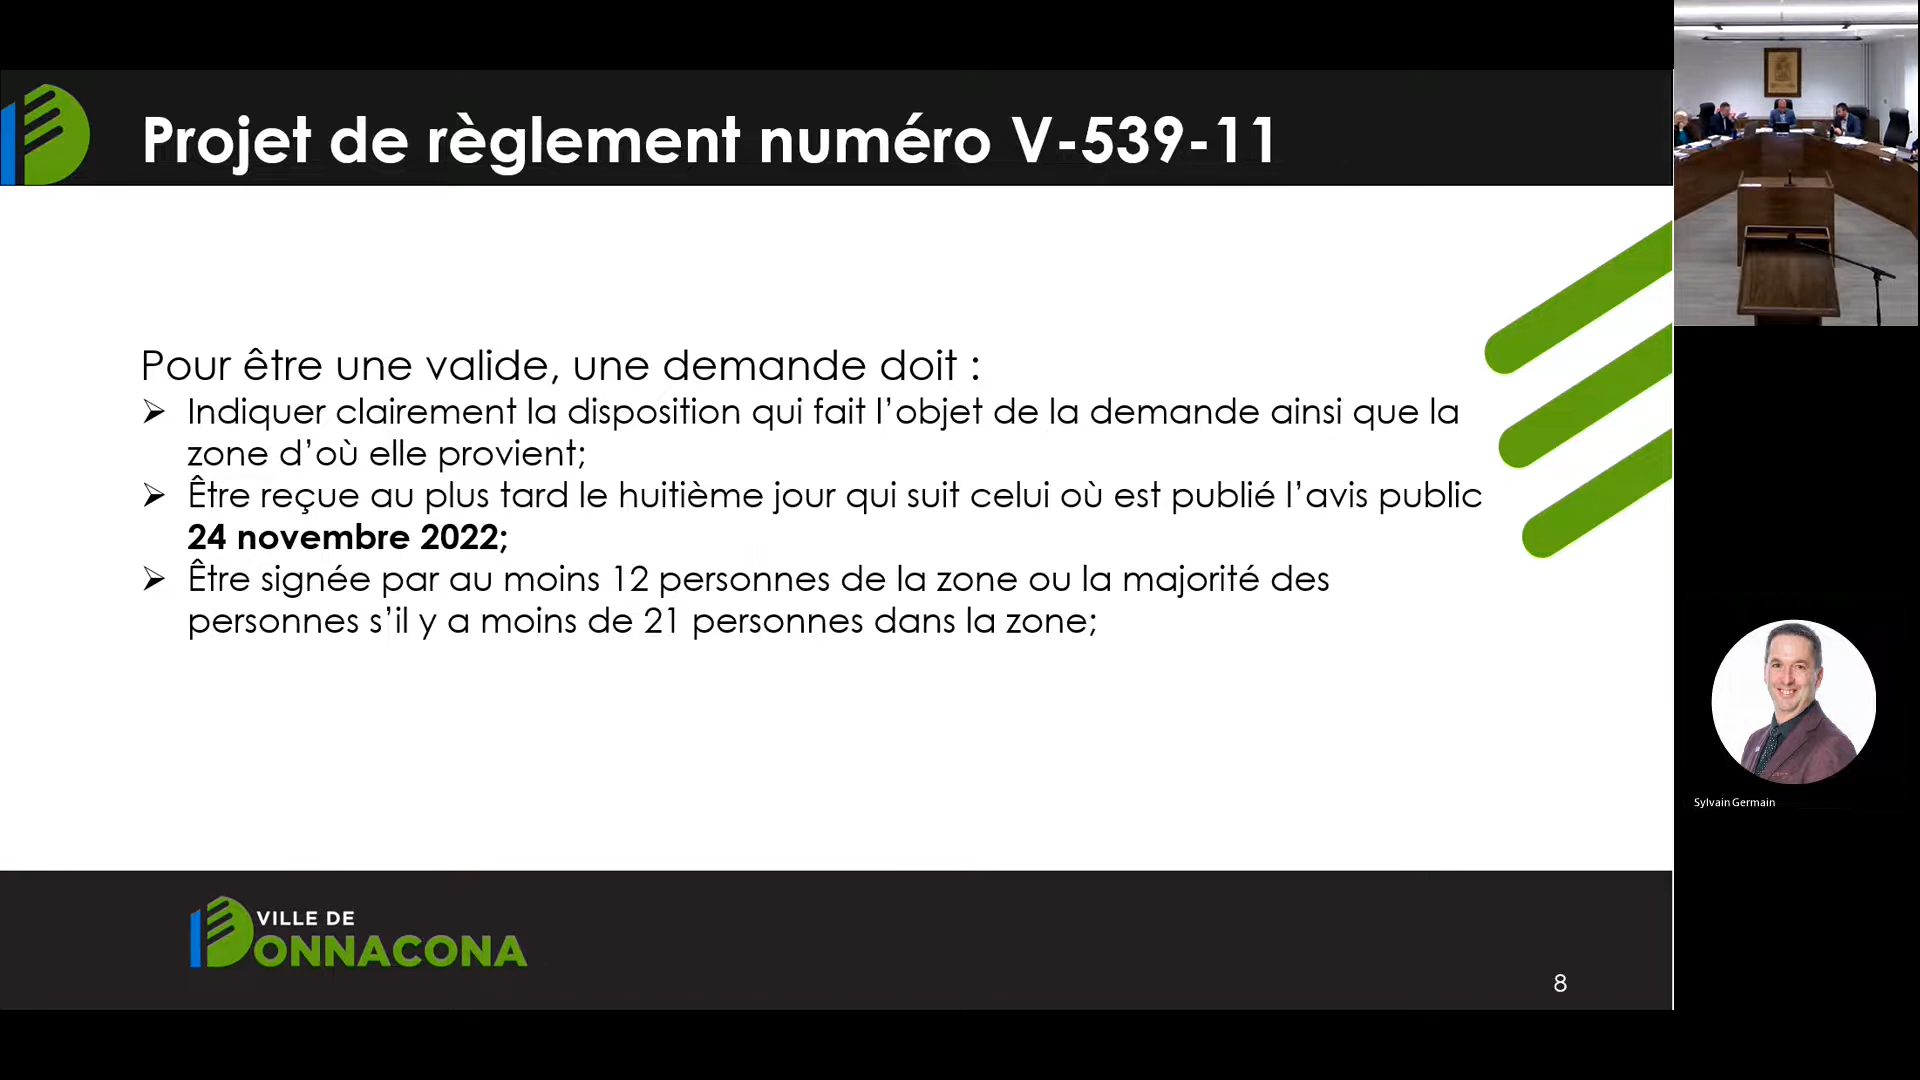 Projet de règlement numéro V-539-11
Pour être une valide, une demande doit :
➢ Indiquer clairement la disposition qui fait l’objet de la demande ainsi que la
zone d’où elle provient;
➢ Être reçue au plus tard le huitième jour qui suit celui où est publié l’avis public
24 novembre 2022;
➢ Être signée par au moins 12 personnes de la zone ou la majorité des
personnes s’il y a moins de 21 personnes dans la zone;
Sylvain Germain
VILLE DE
DONNACONA
8